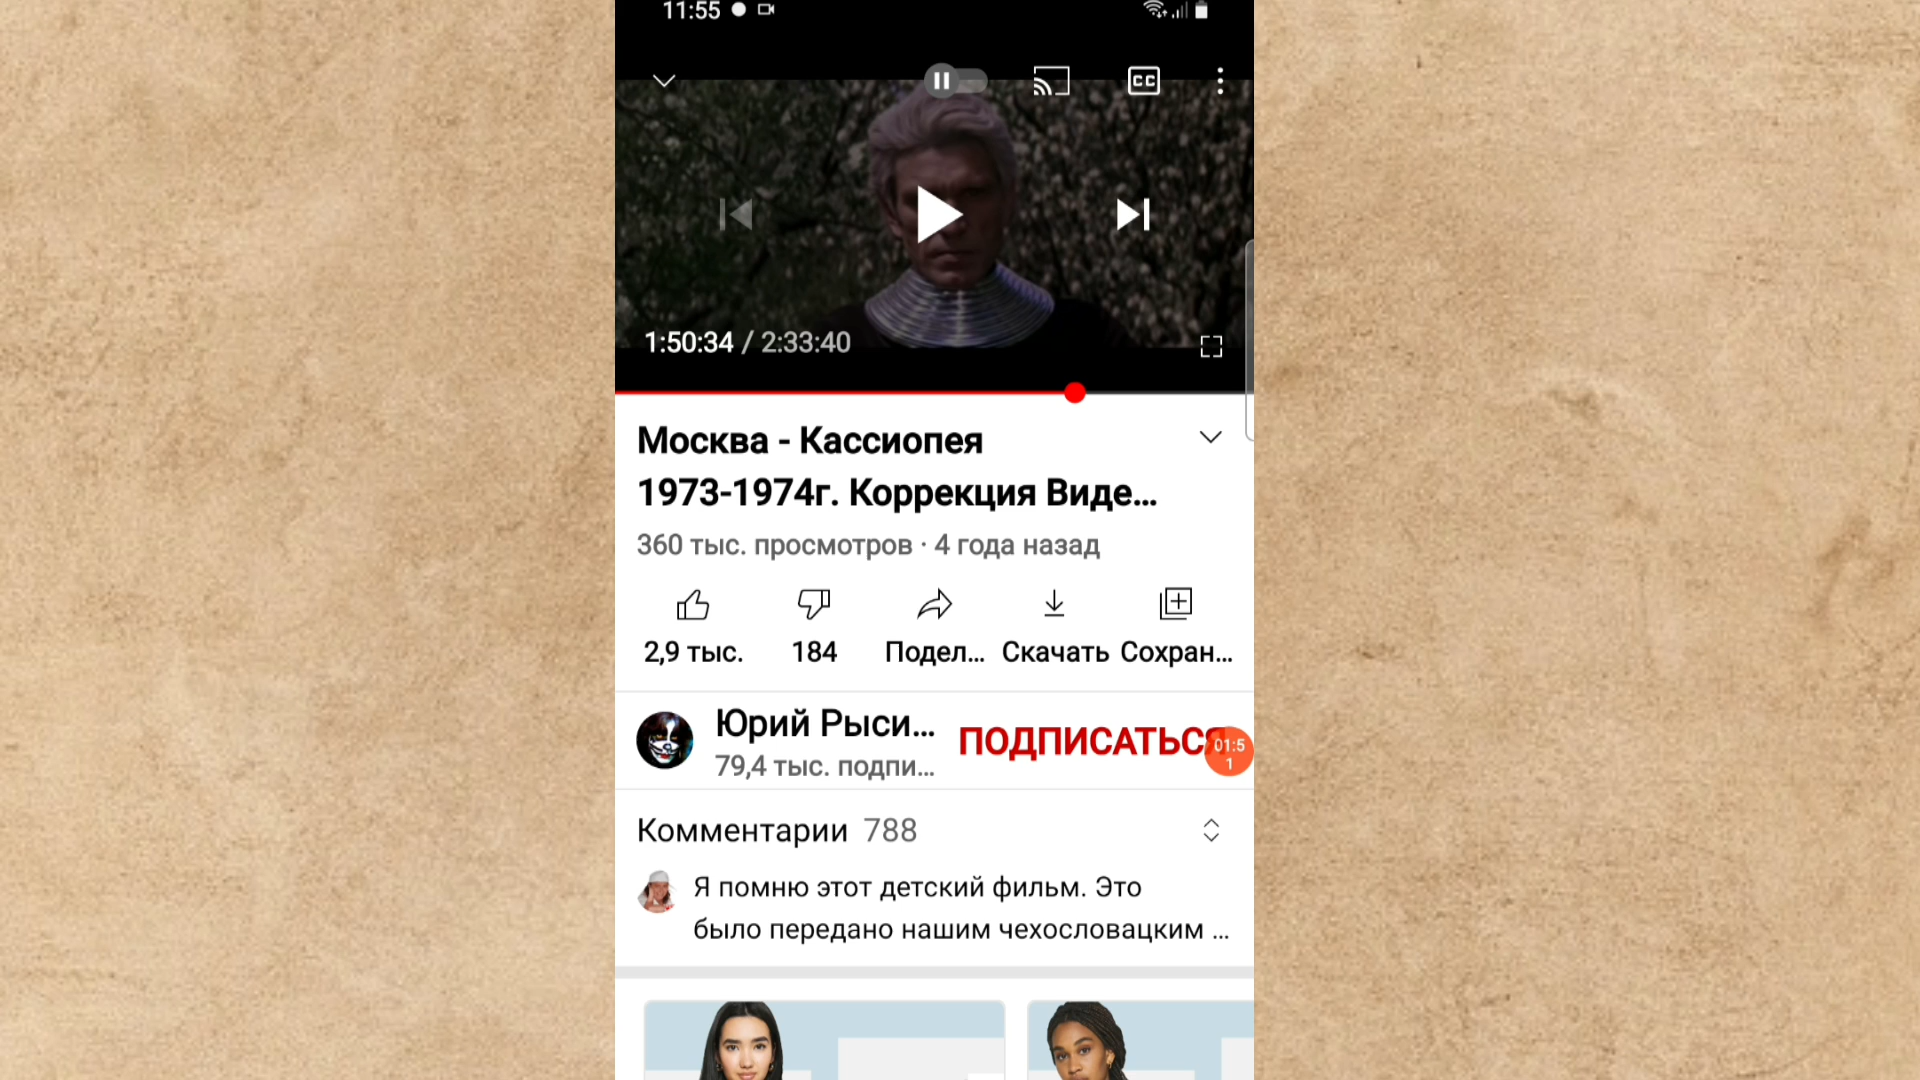 11:55
CC
1:50:34 / 2:33:40
Москва - Кассиопея
1973-1974г. Коррекция Виде...
360 тыс. просмотров · 4 года назад
2,9 тыс.
184
Подел...
Скачать
Сохран...
Юрий Рыси...
79,4 тыс. подпи...
ПОДПИСАТЬСЯ
01:5
1
Комментарии 788
Я помню этот детский фильм. Это
было передано нашим чехословацким ...